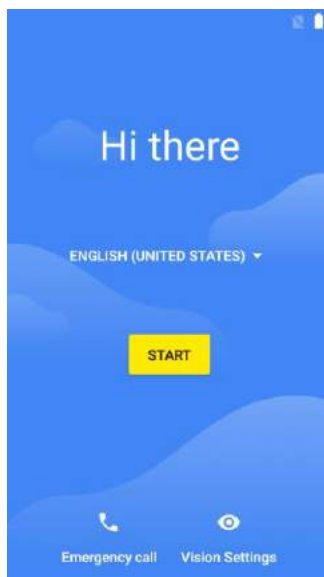 Hi there
ENGLISH (UNITED STATES)
START
Emergency call Vision Settings